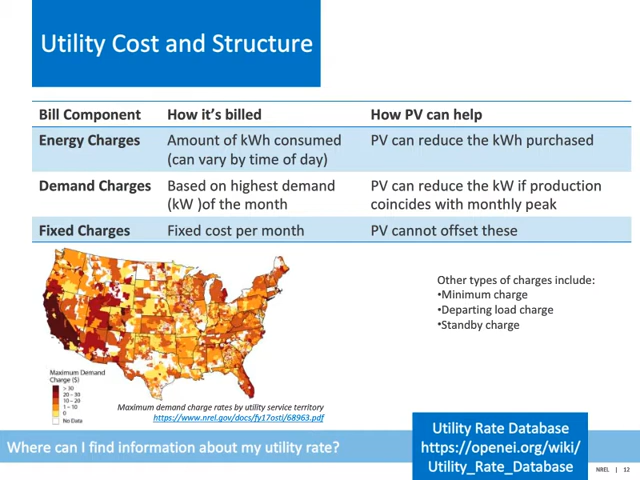 Utility Cost and Structure
Bill Component How it's billed How PV can help
Energy Charges Amount of kWh consumed PV can reduce the kWh purchased
(can vary by time of day)
Demand Charges Based on highest demand PV can reduce the kW if production
(kW )of the month coincides with monthly peak
Fixed Charges Fixed cost per month PV cannot offset these
Other types of charges include:
•Minimum charge
•Departing load charge
•Standby charge
Maximum Demand
Charge ($)
> 30
20 - 30
10 - 20
1 - 10
0
No Data
Maximum demand charge rates by utility service territory
https://www.nrel.gov/docs/fy17osti/68963.pdf
Where can I find information about my utility rate?
Utility Rate Database
https://openei.org/wiki/
Utility_Rate_Database
NREL | 12